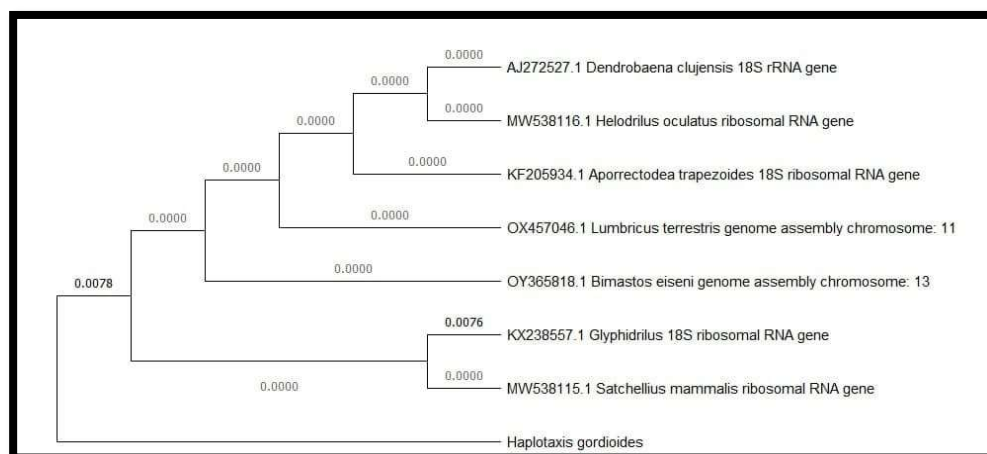 0.0000
AJ272527.1 Dendrobaena clujensis 18S rRNA gene
0.0000
0.0000
MW538116.1 Helodrilus oculatus ribosomal RNA gene
0.0000
0.0000
KF205934.1 Aporrectodea trapezoides 18S ribosomal RNA gene
0.0000
0.0000
OX457046.1 Lumbricus terrestris genome assembly chromosome: 11
0.0000
0.0000
OY365818.1 Bimastos eiseni genome assembly chromosome: 13
0.0078
0.0076
KX238557.1 Glyphidrilus 18S ribosomal RNA gene
0.0000
0.0000
MW538115.1 Satchellius mammalis ribosomal RNA gene
Haplotaxis gordioides